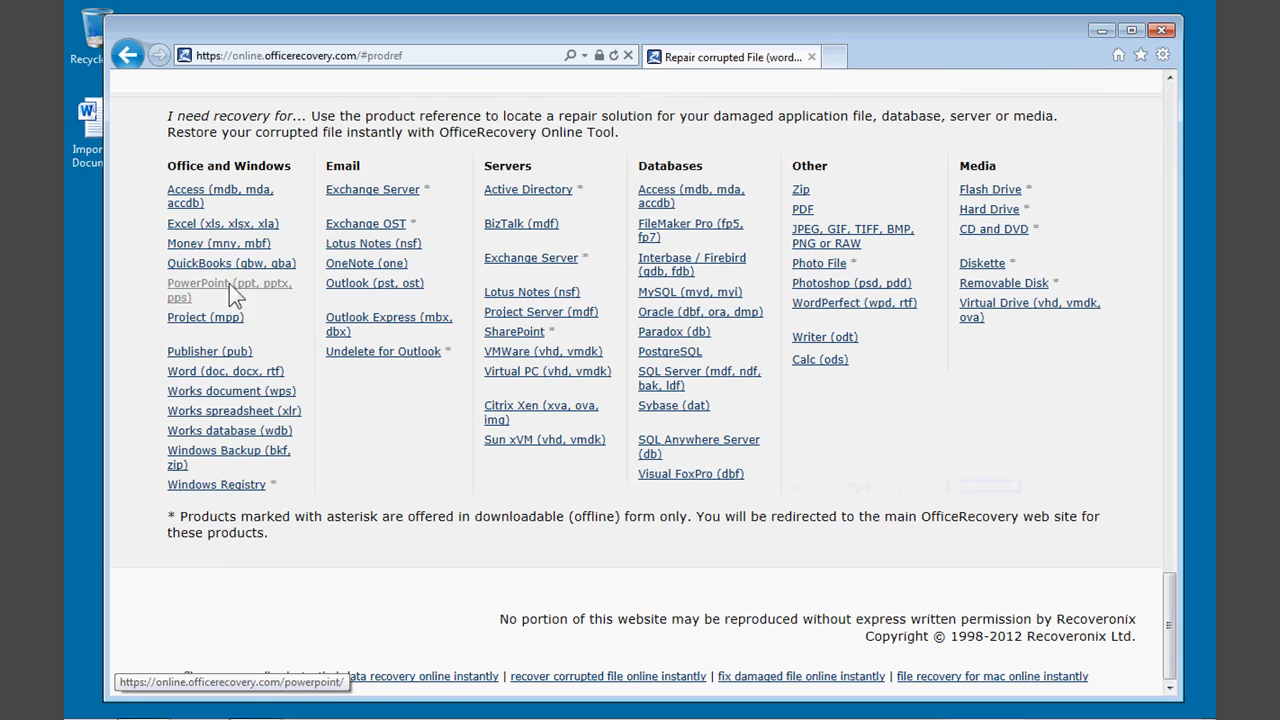 https://online.officerecovery.com/#prodref
Repair corrupted File (word...
Recycl
Impor
Docum
I need recovery for... Use the product reference to locate a repair solution for your damaged application file, database, server or media.
Restore your corrupted file instantly with OfficeRecovery Online Tool.
Office and Windows
Access (mdb, mda,
accdb)
Excel (xls, xlsx, xla)
Money (mny, mbf)
QuickBooks (qbw, qba)
PowerPoint (ppt, pptx,
pps)
Project (mpp)
Publisher (pub)
Word (doc, docx, rtf)
Works document (wps)
Works spreadsheet (xlr)
Works database (wdb)
Windows Backup (bkf,
zip)
Windows Registry *
Email
Exchange Server *
Exchange OST *
Lotus Notes (nsf)
OneNote (one)
Outlook (pst, ost)
Outlook Express (mbx,
dbx)
Undelete for Outlook *
Servers
Active Directory *
BizTalk (mdf)
Exchange Server *
Lotus Notes (nsf)
Project Server (mdf)
SharePoint *
VMWare (vhd, vmdk)
Virtual PC (vhd, vmdk)
Citrix Xen (xva, ova,
img)
Sun xVM (vhd, vmdk)
Databases
Access (mdb, mda,
accdb)
FileMaker Pro (fp5,
fp7)
Interbase / Firebird
(gdb, fdb)
MySQL (myd, myi)
Oracle (dbf, ora, dmp)
Paradox (db)
PostgreSQL
SQL Server (mdf, ndf,
bak, ldf)
Sybase (dat)
SQL Anywhere Server
(db)
Visual FoxPro (dbf)
Other
Zip
PDF
JPEG, GIF, TIFF, BMP,
PNG or RAW
Photo File *
Photoshop (psd, pdd)
WordPerfect (wpd, rtf)
Writer (odt)
Calc (ods)
Media
Flash Drive *
Hard Drive *
CD and DVD *
Diskette *
Removable Disk *
Virtual Drive (vhd, vmdk,
ova)
* Products marked with asterisk are offered in downloadable (offline) form only. You will be redirected to the main OfficeRecovery web site for
these products.
No portion of this website may be reproduced without express written permission by Recoveronix
Copyright © 1998-2012 Recoveronix Ltd.
data recovery online instantly | recover corrupted file online instantly | fix damaged file online instantly | file recovery for mac online instantly
https://online.officerecovery.com/powerpoint/